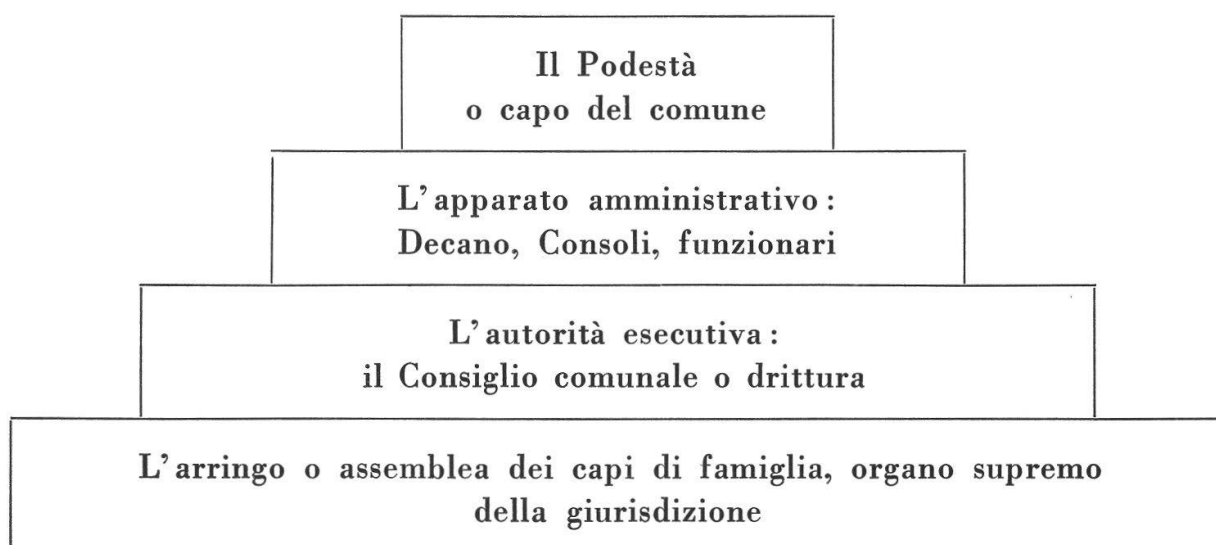 Il Podestà
o capo del comune
L'apparato amministrativo:
Decano, Consoli, funzionari
L'autorità esecutiva:
il Consiglio comunale o drittura
L'arringo o assemblea dei capi di famiglia, organo supremo
della giurisdizione